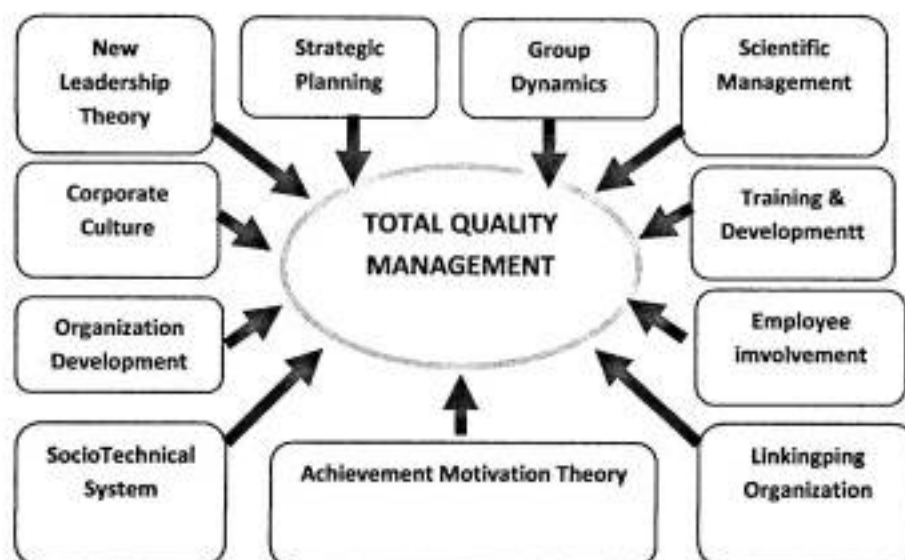 New
Leadership
Theory
Strategic
Planning
Group
Dynamics
Scientific
Management
Corporate
Culture
TOTAL QUALITY
MANAGEMENT
Training &
Developmentt
Organization
Development
Employee
imvolvement
SocioTechnical
System
Achievement Motivation Theory
Linkingping
Organization